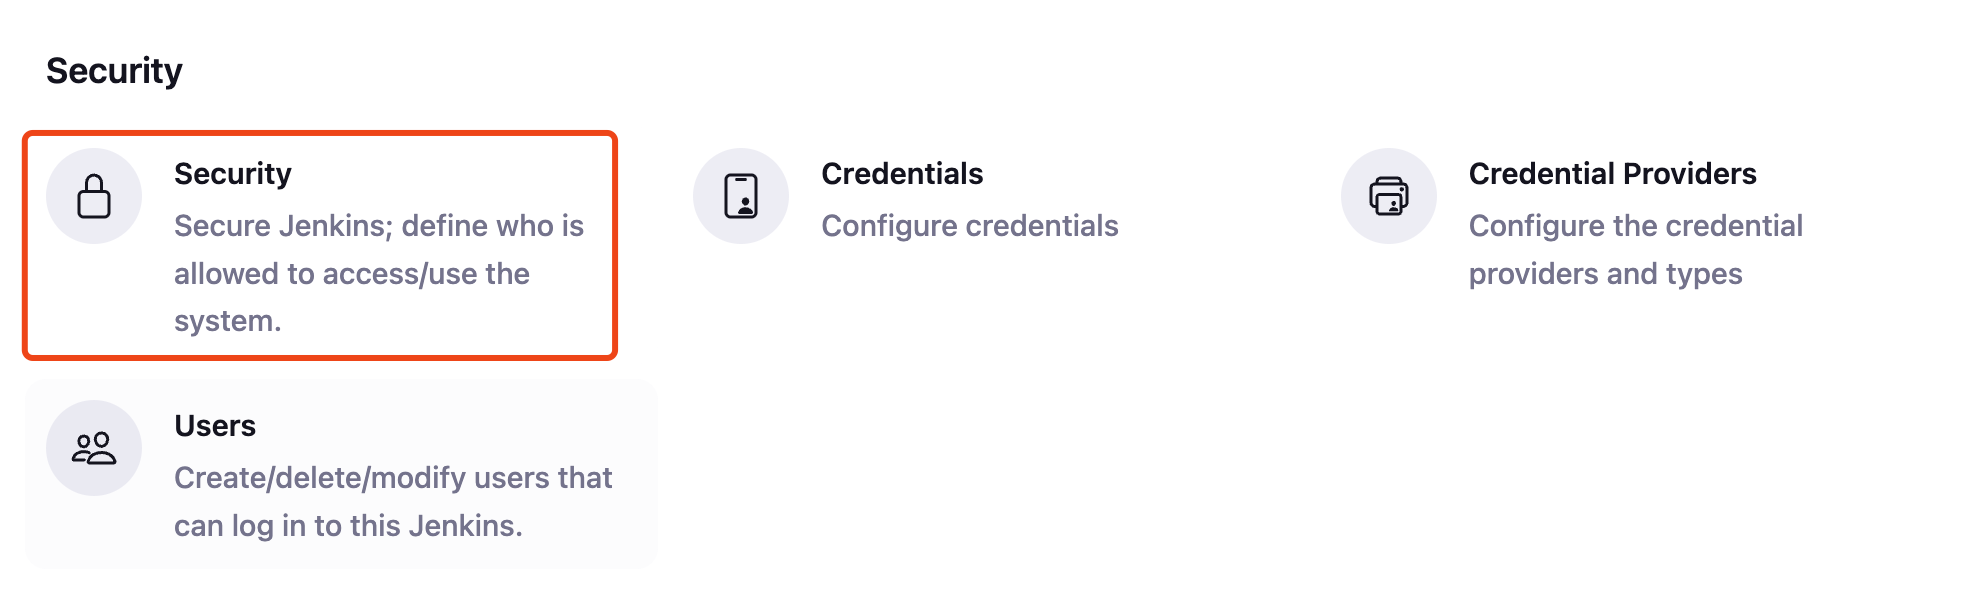 Security
Security
Secure Jenkins; define who is
allowed to access/use the
system.
Credentials
Configure credentials
Credential Providers
Configure the credential
providers and types
Users
Create/delete/modify users that
can log in to this Jenkins.